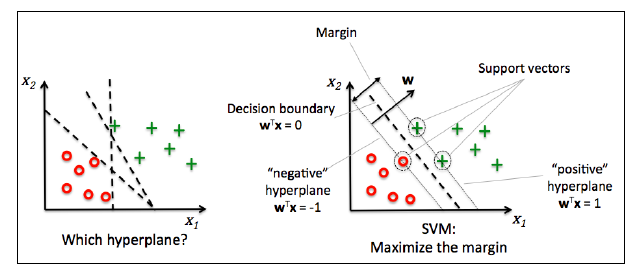 x2
x1
Which hyperplane?
Margin
x2
w
Support vectors
Decision boundary
wTx = 0
“negative”
hyperplane
wTx = -1
“positive”
hyperplane
wTx = 1
x1
SVM:
Maximize the margin